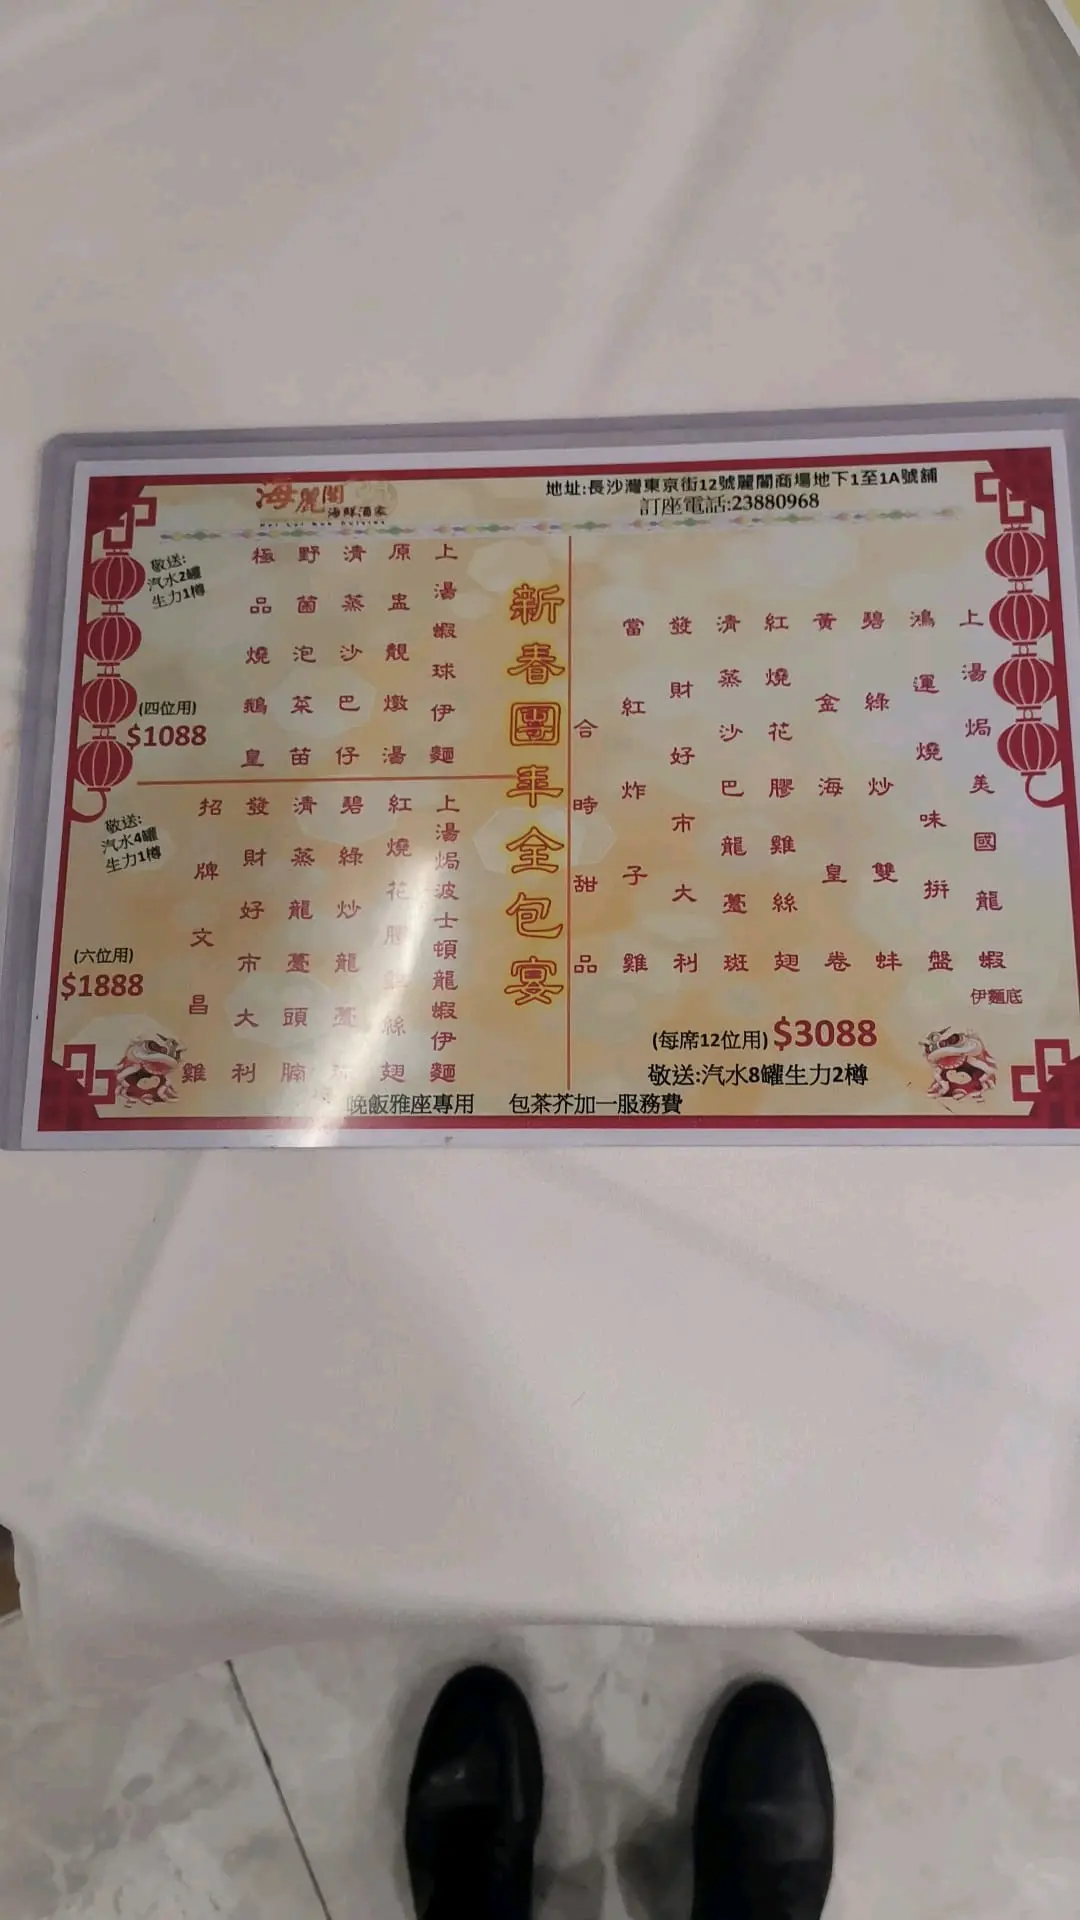 海麗閣
海鮮酒家
地址:長沙灣東京街12號麗閣商場地下1至1A號舖
訂座電話:23880968
新春團年全包宴
敬送:
汽水2罐
生力1樽
(四位用)
$1088
上湯蝦球伊麵
原盅靚燉湯
清蒸沙巴仔
野菌泡菜苗
極品燒鵝皇
敬送:
汽水4罐
生力1樽
(六位用)
$1888
上湯焗波士頓龍蝦伊麵
紅燒花膠雞絲翅
碧綠炒龍躉
清蒸龍躉頭腩
發財好市大利
招牌文昌雞
上湯焗美國龍蝦
伊麵底
鴻運燒味拼盤
碧綠炒雙蚌
黃金海皇卷
紅燒花膠雞絲翅
清蒸沙巴龍躉斑
發財好市大利
當紅炸子雞
合時甜品
(每席12位用) $3088
敬送:汽水8罐生力2樽
晚飯雅座專用 包茶芥加一服務費